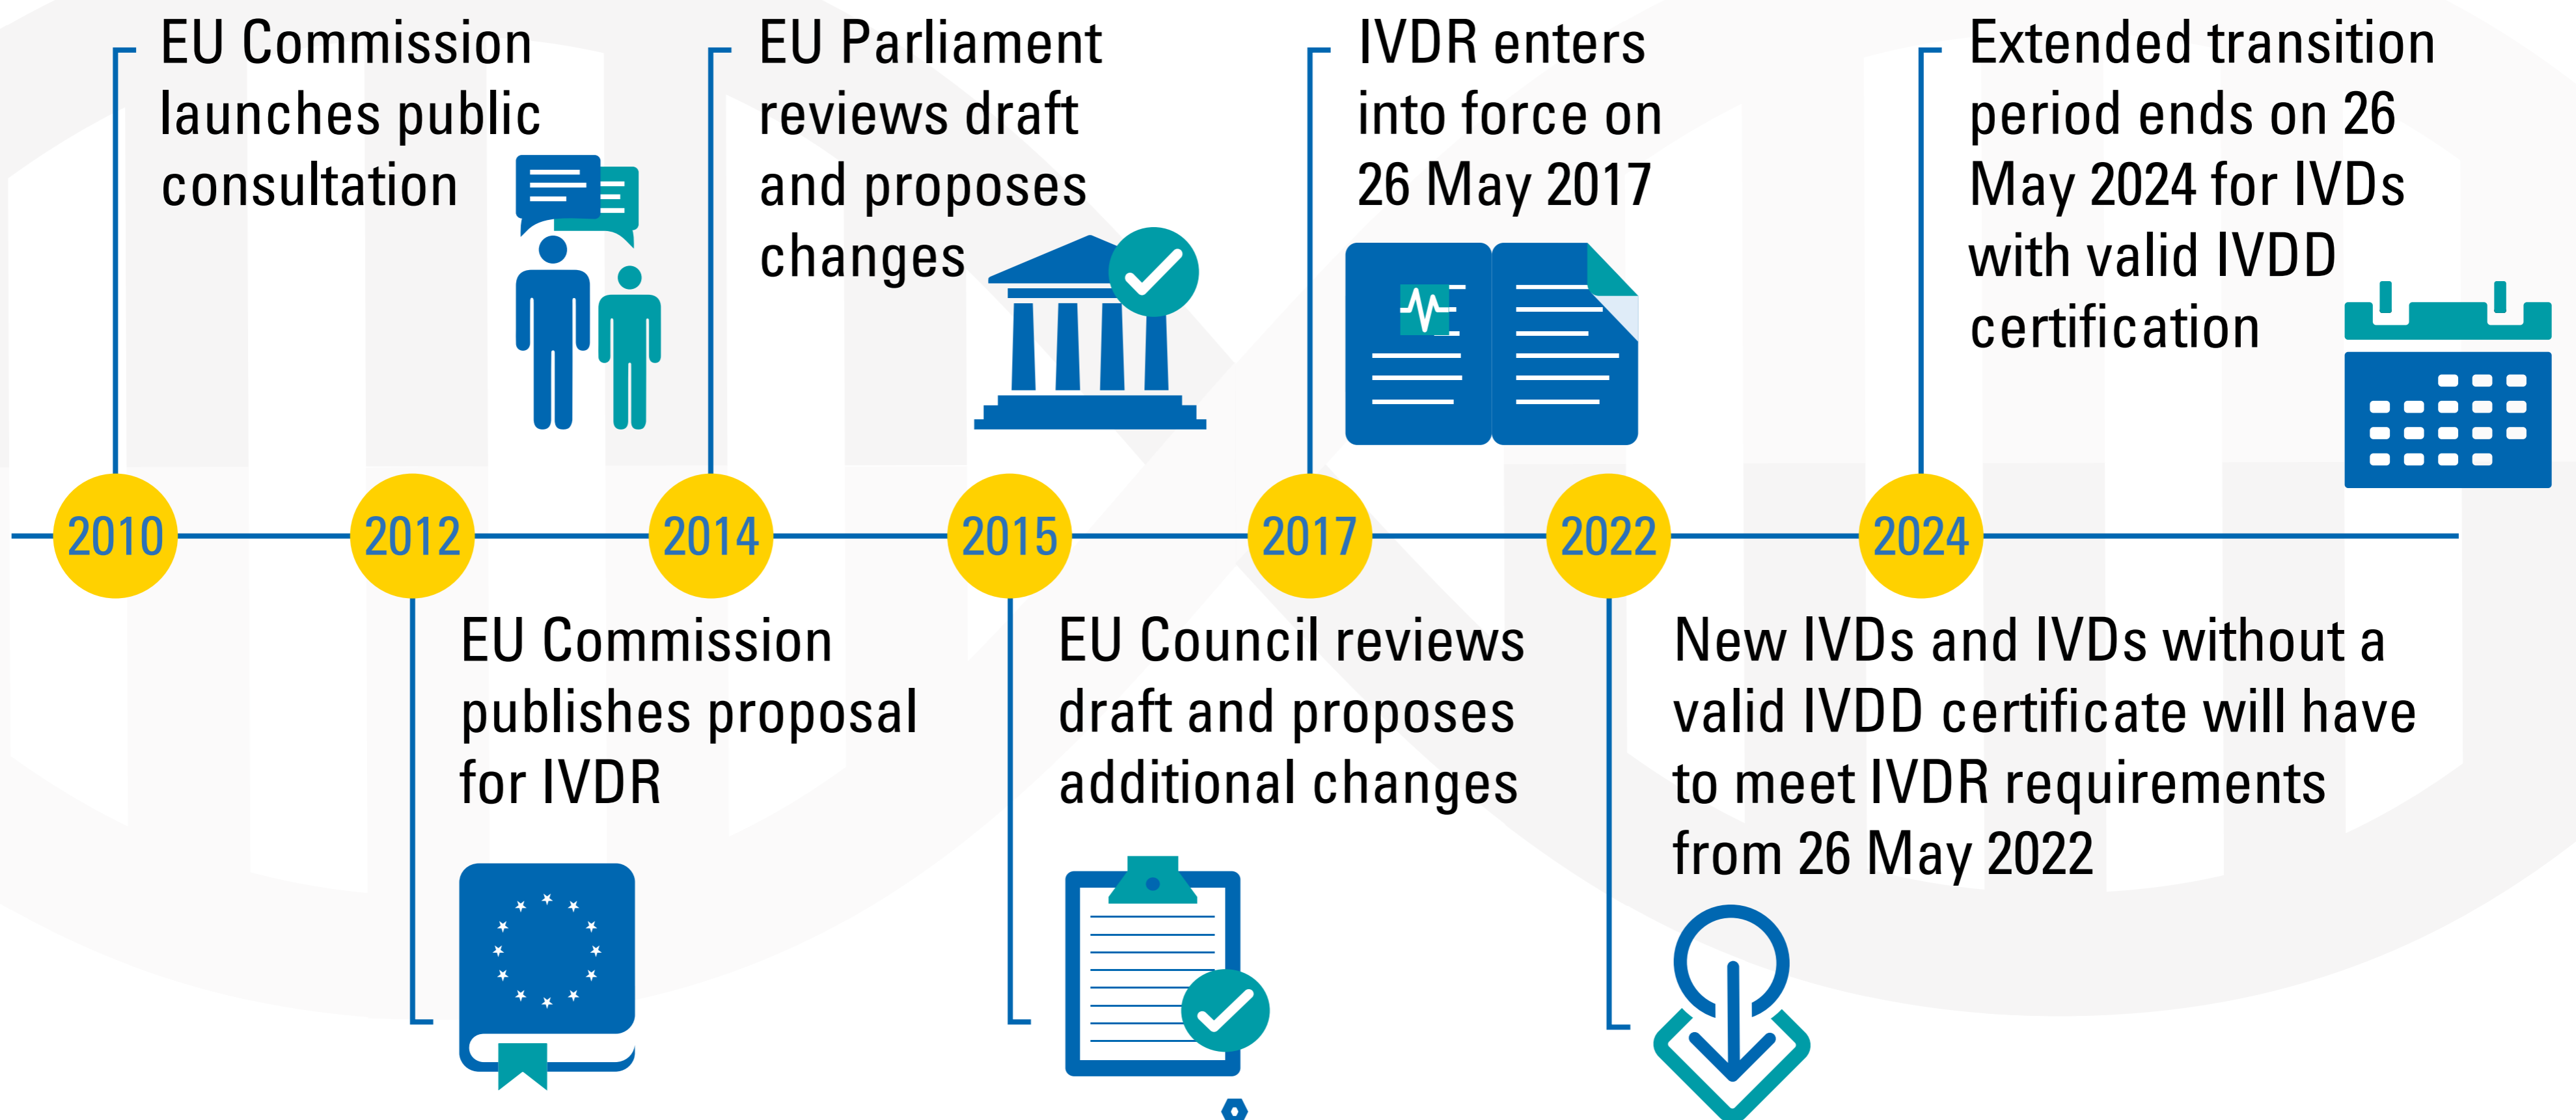 EU Commission
launches public
consultation
EU Parliament
reviews draft
and proposes
changes
IVDR enters
into force on
26 May 2017
Extended transition
period ends on 26
May 2024 for IVDs
with valid IVDD
certification
2010
2012
2014
2015
2017
2022
2024
EU Commission
publishes proposal
for IVDR
EU Council reviews
draft and proposes
additional changes
New IVDs and IVDs without a
valid IVDD certificate will have
to meet IVDR requirements
from 26 May 2022